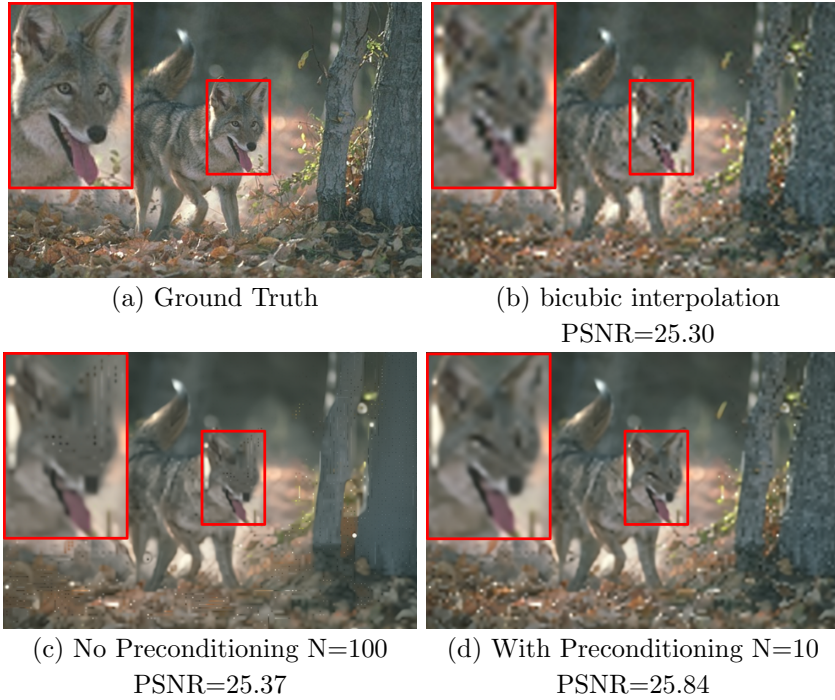 (a) Ground Truth
(b) bicubic interpolation
PSNR=25.30
(c) No Preconditioning N=100
PSNR=25.37
(d) With Preconditioning N=10
PSNR=25.84